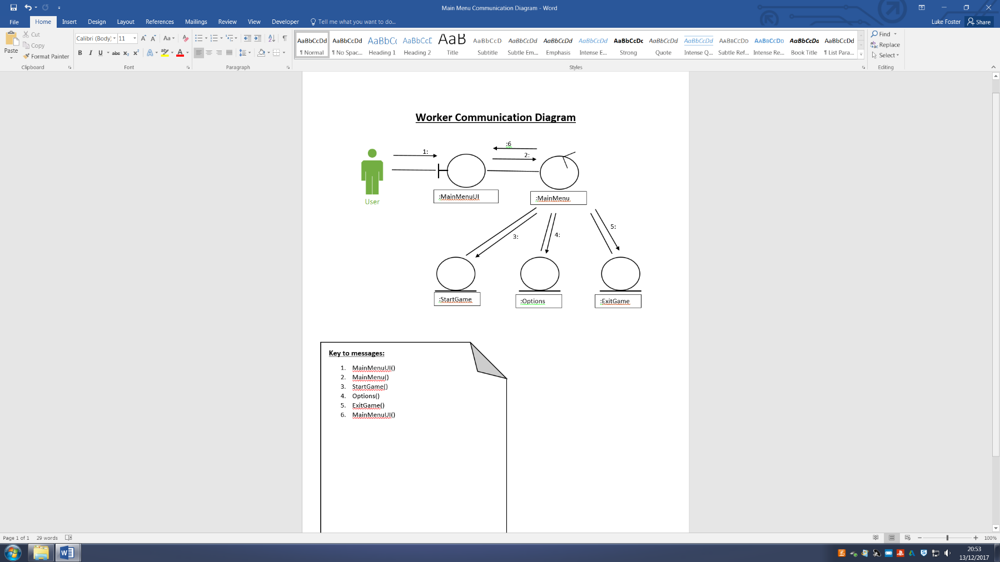 Main Menu Communication Diagram - Word
File Home Insert Design Layout References Mailings Review View Developer Tell me what you want to do... Luke Foster Share
Paste Cut Copy Format Painter
Calibri (Body) 11
AaBbCcDd AaBbCcDd AaBbCc AaBbCcD AaB AaBbCcD AaBbCcDd AaBbCcDd AaBbCcDd AaBbCcDc AaBbCcDd AaBbCcDd AaBbCcDd AaBbCcDd AaBbCcDd AaBbCcDd
¶ Normal ¶ No Spac... Heading 1 Heading 2 Title Subtitle Subtle Em... Emphasis Intense E... Strong Quote Intense Q... Subtle Ref... Intense Re... Book Title ¶ List Para...
Find
Replace
Select
Clipboard Font Paragraph Styles Editing
Worker Communication Diagram
:6
1:
2:
:MainMenuUI
:MainMenu
User
5:
3:
4:
:StartGame
:Options
:ExitGame
Key to messages:
1. MainMenuUI()
2. MainMenu()
3. StartGame()
4. Options()
5. ExitGame()
6. MainMenuUI()
Page 1 of 1 29 words 100%
20:53
13/12/2017